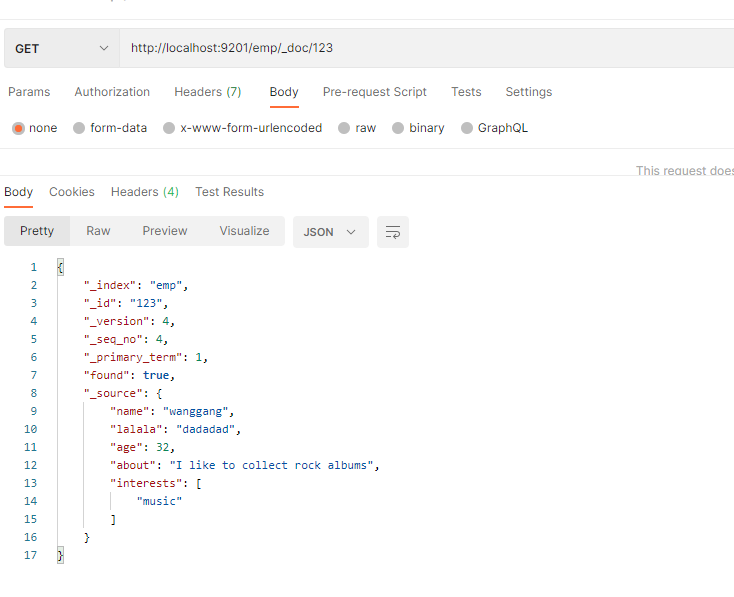 GET http://localhost:9201/emp/_doc/123
Params Authorization Headers (7) Body Pre-request Script Tests Settings
none form-data x-www-form-urlencoded raw binary GraphQL
This request does
Body Cookies Headers (4) Test Results
Pretty Raw Preview Visualize JSON
1 {
2 "_index": "emp",
3 "_id": "123",
4 "_version": 4,
5 "_seq_no": 4,
6 "_primary_term": 1,
7 "found": true,
8 "_source": {
9 "name": "wanggang",
10 "lalala": "dadadad",
11 "age": 32,
12 "about": "I like to collect rock albums",
13 "interests": [
14 "music"
15 ]
16 }
17 }